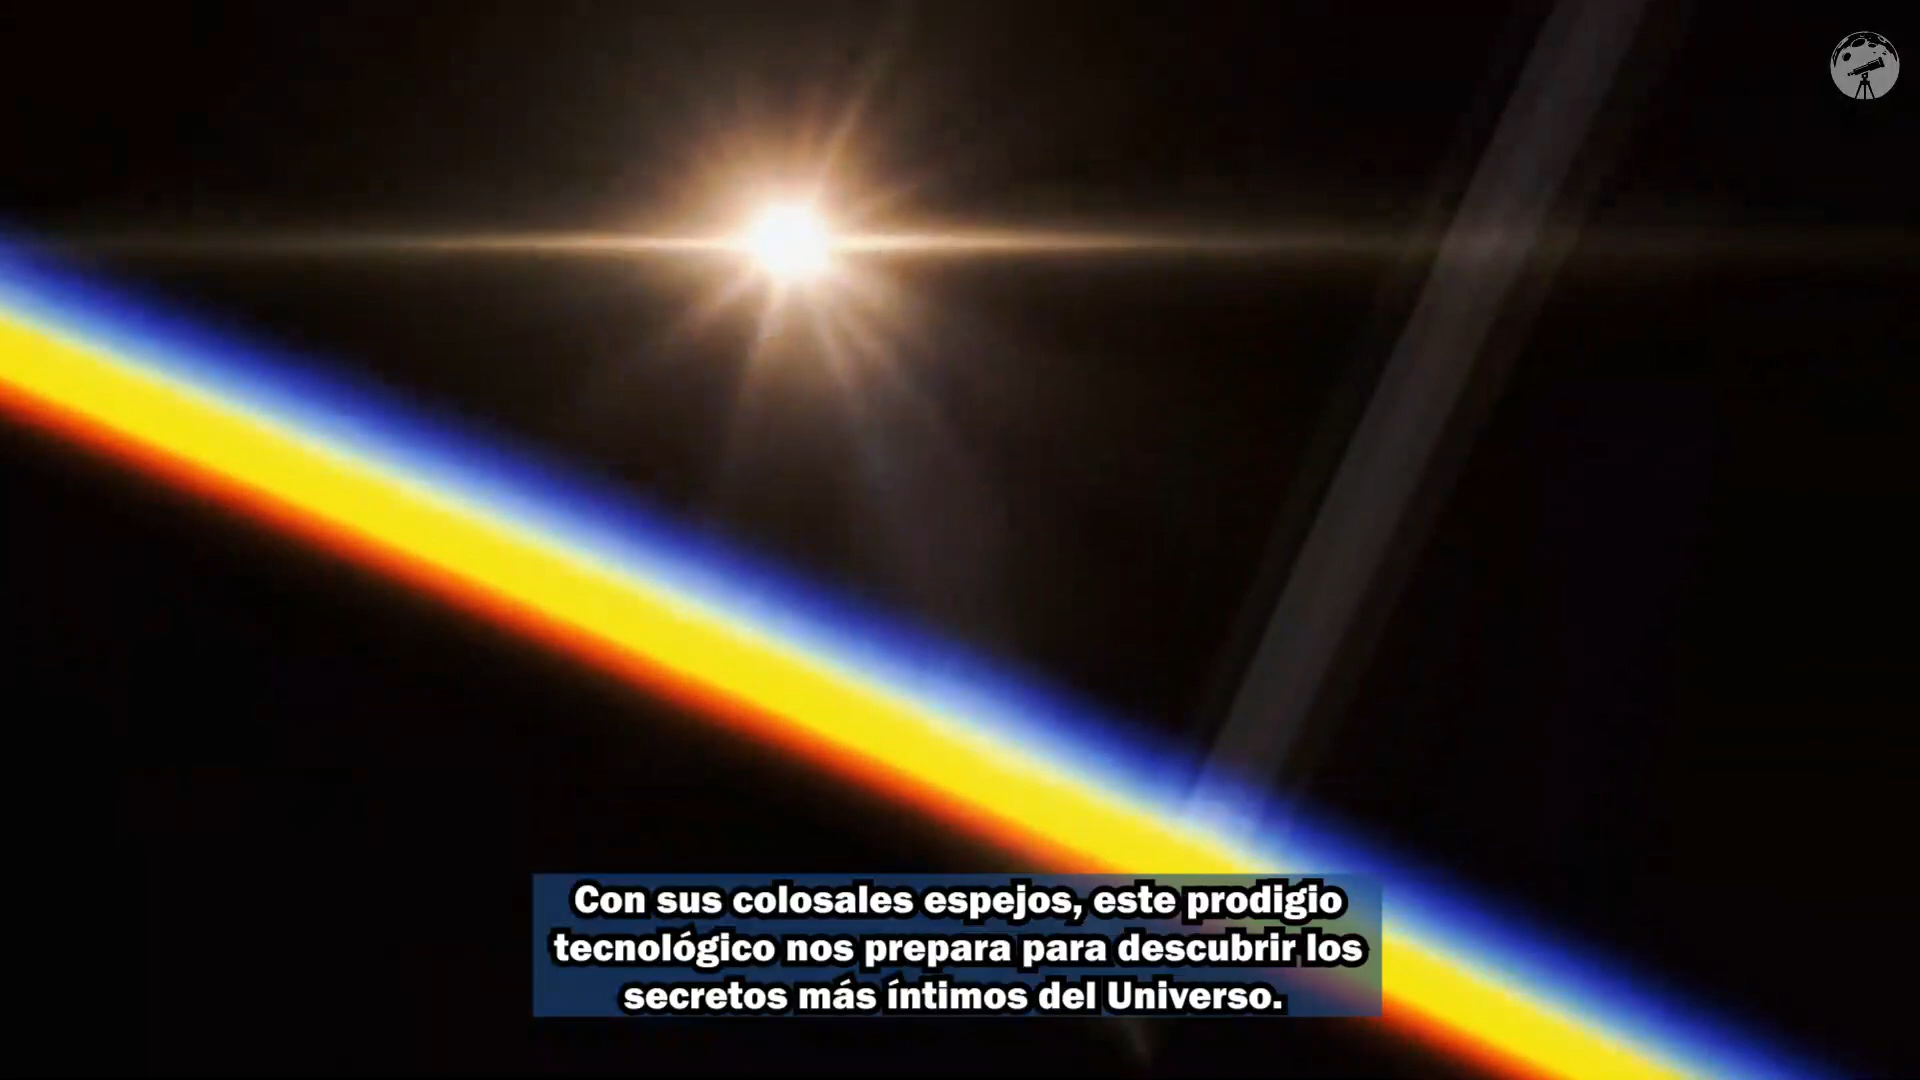 Con sus colosales espejos, este prodigio
tecnológico nos prepara para descubrir los
secretos más íntimos del Universo.